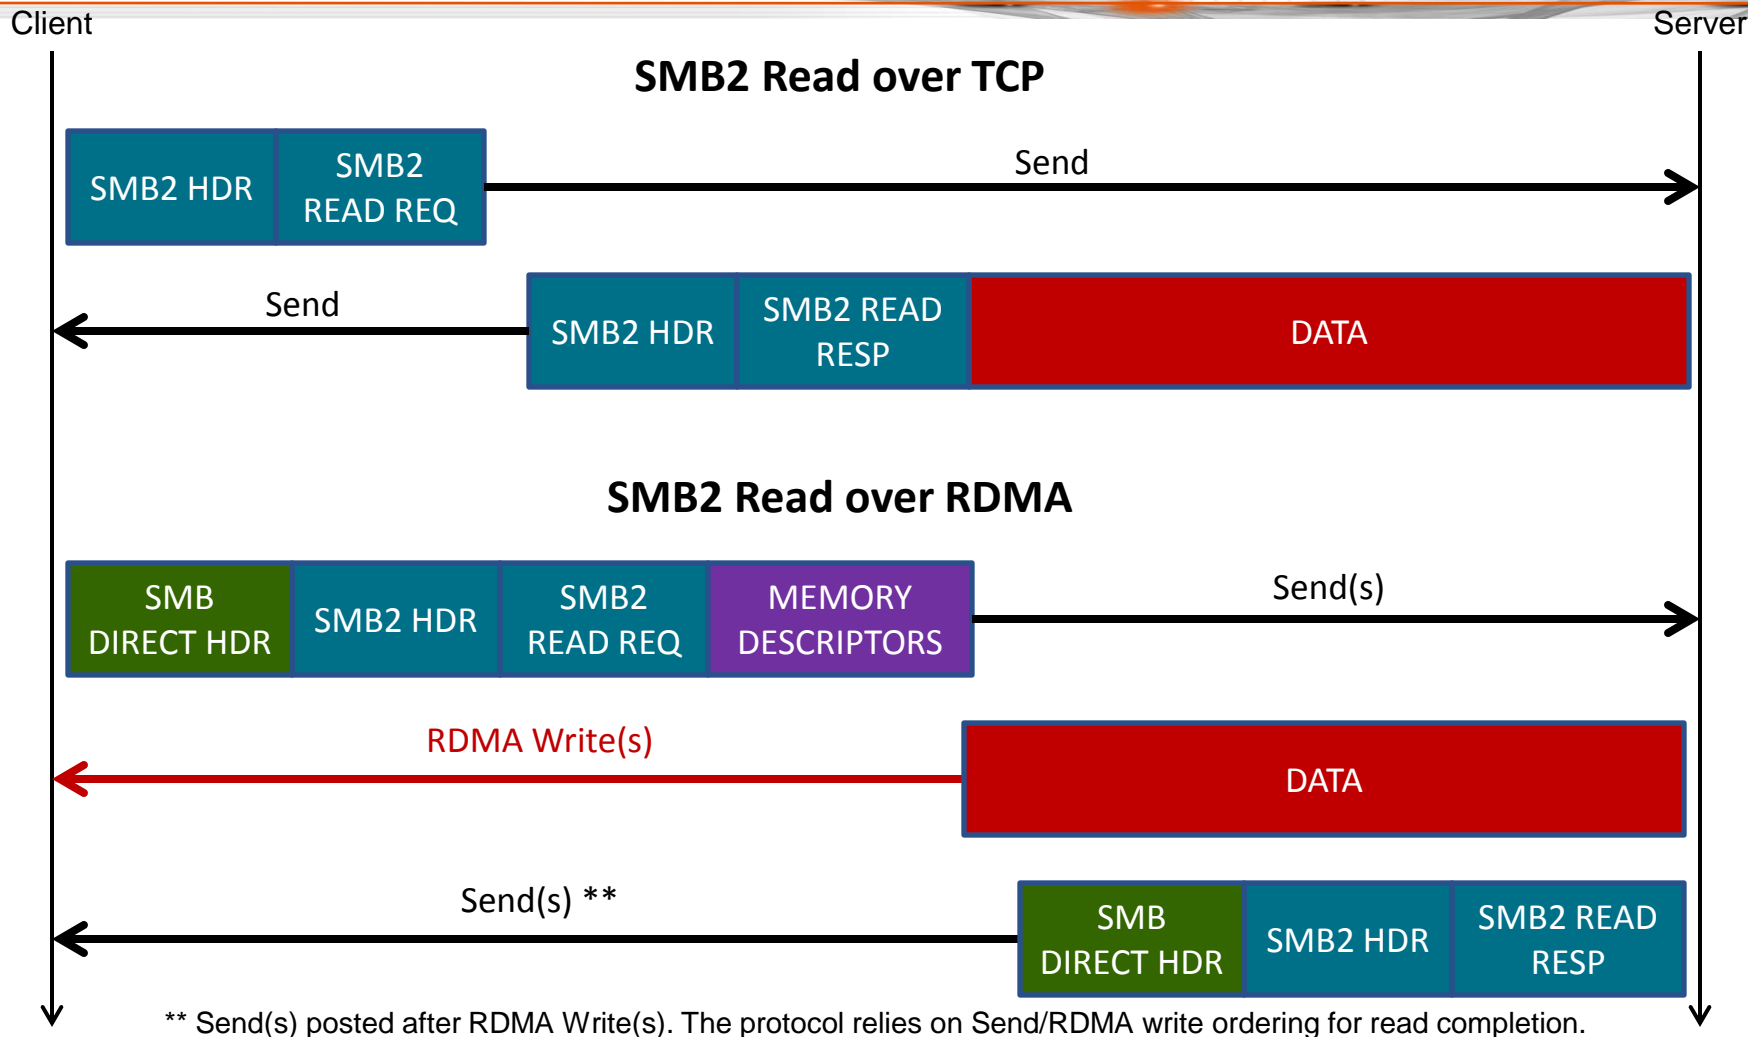 Client
Server
SMB2 Read over TCP
SMB2 HDR
SMB2
READ REQ
Send
Send
SMB2 HDR
SMB2 READ
RESP
DATA
SMB2 Read over RDMA
SMB
DIRECT HDR
SMB2 HDR
SMB2
READ REQ
MEMORY
DESCRIPTORS
Send(s)
RDMA Write(s)
DATA
Send(s) **
SMB
DIRECT HDR
SMB2 HDR
SMB2 READ
RESP
** Send(s) posted after RDMA Write(s). The protocol relies on Send/RDMA write ordering for read completion.